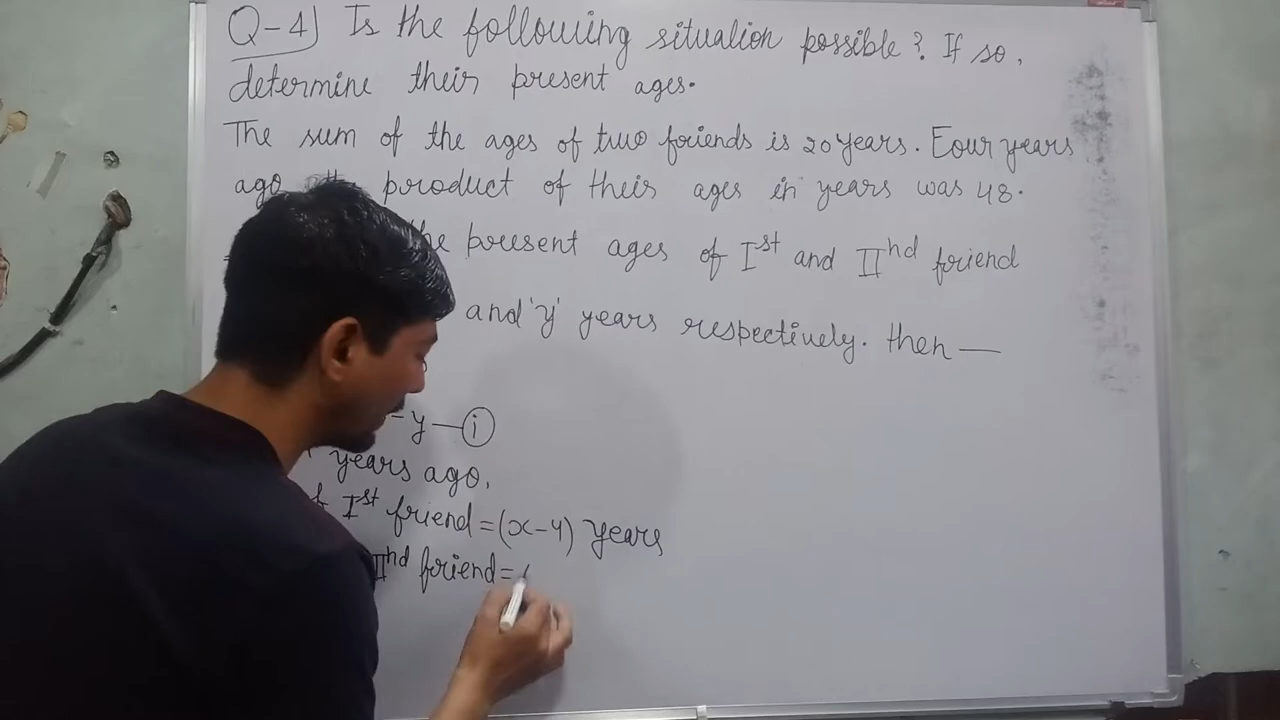 Q-4) Is the following situation possible? If so,
determine their present ages.
The sum of the ages of two friends is 20 years. Four years
ago, product of their ages in years was 48.
the present ages of Ist and IInd friend
and 'y' years respectively. then —
-y — (i)
years ago,
Ist friend = (x-4) years
IInd friend = (